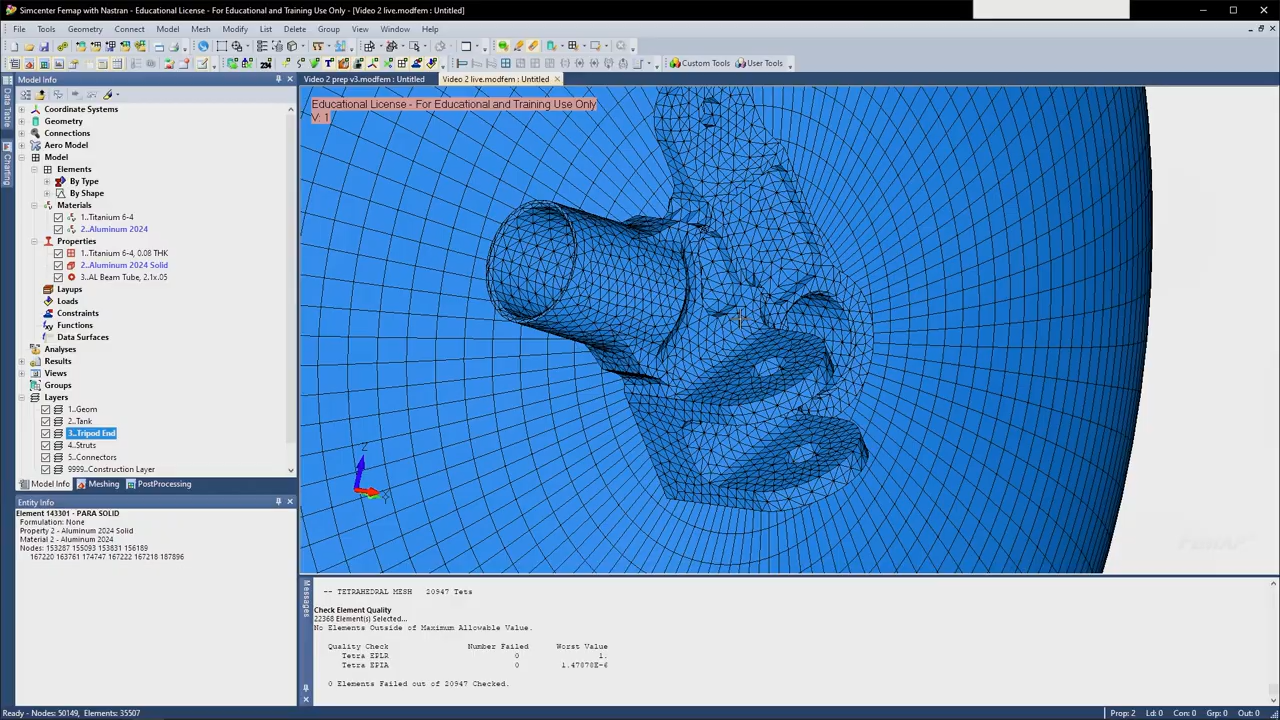 Simcenter Femap with Nastran - Educational License - For Educational and Training Use Only - [Video 2 live.modfem : Untitled]
File Tools Geometry Connect Model Mesh Modify List Delete Group View Window Help
Custom Tools User Tools
Model Info
Video 2 prep v3.modfem : Untitled Video 2 live.modfem : Untitled
Data Table
Charting
Educational License - For Educational and Training Use Only
V: 1
Coordinate Systems
Geometry
Connections
Aero Model
Model
Elements
By Type
By Shape
Materials
1..Titanium 6-4
2..Aluminum 2024
Properties
1..Titanium 6-4, 0.08 THK
2..Aluminum 2024 Solid
3..AL Beam Tube, 2.1x.05
Layups
Loads
Constraints
Functions
Data Surfaces
Analyses
Results
Views
Groups
Layers
1..Geom
2..Tank
3..Tripod End
4..Struts
5..Connectors
9999..Construction Layer
Z
X
Model Info Meshing PostProcessing
Entity Info
Element 143301 - PARA SOLID
Formulation: None
Property 2 - Aluminum 2024 Solid
Material 2 - Aluminum 2024
Nodes: 153287 155093 153831 156189
167220 163761 174747 167222 167218 187896
FEMAP
Messages
-- TETRAHEDRAL MESH 20947 Tets
Check Element Quality
22368 Element(s) Selected...
No Elements Outside of Maximum Allowable Value.
Quality Check Number Failed Worst Value
Tetra EPLR 0 1.
Tetra EPIA 0 1.47078E-6
0 Elements Failed out of 20947 Checked.
Ready - Nodes: 50149, Elements: 35507 Prop: 2 Ld: 0 Con: 0 Grp: 0 Out: 0